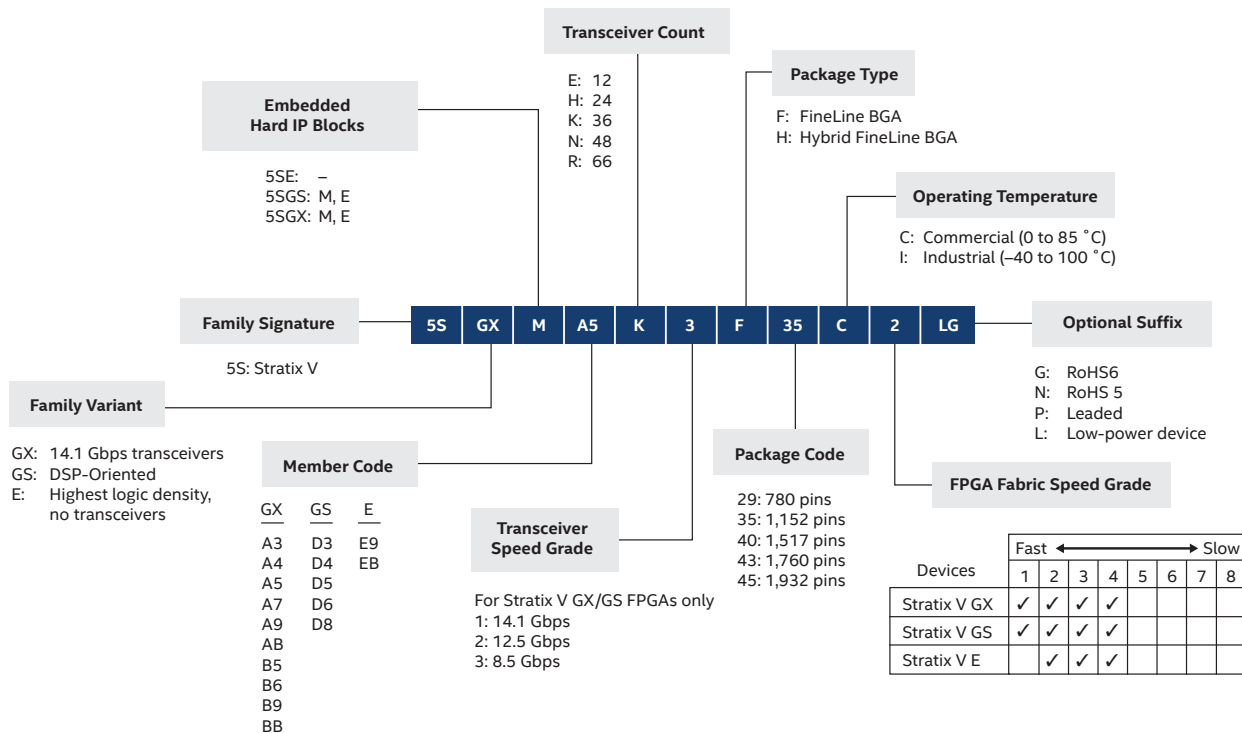 Transceiver Count
E: 12
H: 24
K: 36
N: 48
R: 66
Package Type
F: FineLine BGA
H: Hybrid FineLine BGA
Embedded
Hard IP Blocks
5SE: –
5SGS: M, E
5SGX: M, E
Operating Temperature
C: Commercial (0 to 85 ˚C)
I: Industrial (–40 to 100 ˚C)
Family Signature
5S: Stratix V
5S GX M A5 K 3 F 35 C 2 LG
Optional Suffix
G: RoHS6
N: RoHS 5
P: Leaded
L: Low-power device
Family Variant
GX: 14.1 Gbps transceivers
GS: DSP-Oriented
E: Highest logic density,
no transceivers
Member Code
GX GS E
A3 D3 E9
A4 D4 EB
A5 D5
A7 D6
A9 D8
AB
B5
B6
B9
BB
Transceiver
Speed Grade
For Stratix V GX/GS FPGAs only
1: 14.1 Gbps
2: 12.5 Gbps
3: 8.5 Gbps
Package Code
29: 780 pins
35: 1,152 pins
40: 1,517 pins
43: 1,760 pins
45: 1,932 pins
FPGA Fabric Speed Grade
Fast Slow
Devices 1 2 3 4 5 6 7 8
Stratix V GX ✓ ✓ ✓ ✓
Stratix V GS ✓ ✓ ✓ ✓
Stratix V E ✓ ✓ ✓